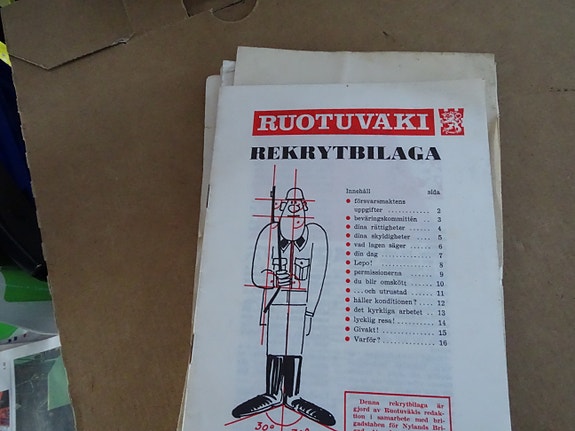 RUOTUVÄKI
REKRYTBILAGA
Innehåll sida
försvarsmaktens
uppgifter ............ 2
beväringskommittén .. 3
dina rättigheter ...... 4
dina skyldigheter .... 5
vad lagen säger ...... 6
din dag .............. 7
Lepo! ................ 8
permissionerna ...... 9
du blir omskött .. 10
... och utrustad ...... 11
håller konditionen? .... 12
det kyrkliga arbetet .. 13
lycklig resa! .......... 14
Givakt! .............. 15
Varför? .............. 16
Denna rekrytbilaga är
gjord av Ruotuväkis redak-
tion i samarbete med bri-
gadstaben för Nylands Bri-
30°